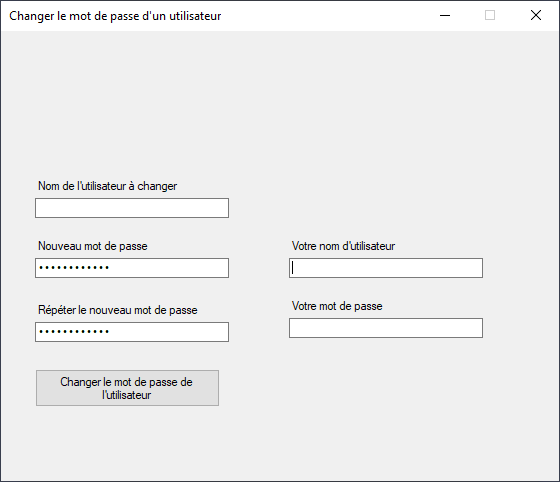 Changer le mot de passe d'un utilisateur
Nom de l'utilisateur à changer
Nouveau mot de passe
••••••••••••
Répéter le nouveau mot de passe
••••••••••••
Changer le mot de passe de
l'utilisateur
Votre nom d'utilisateur
Votre mot de passe